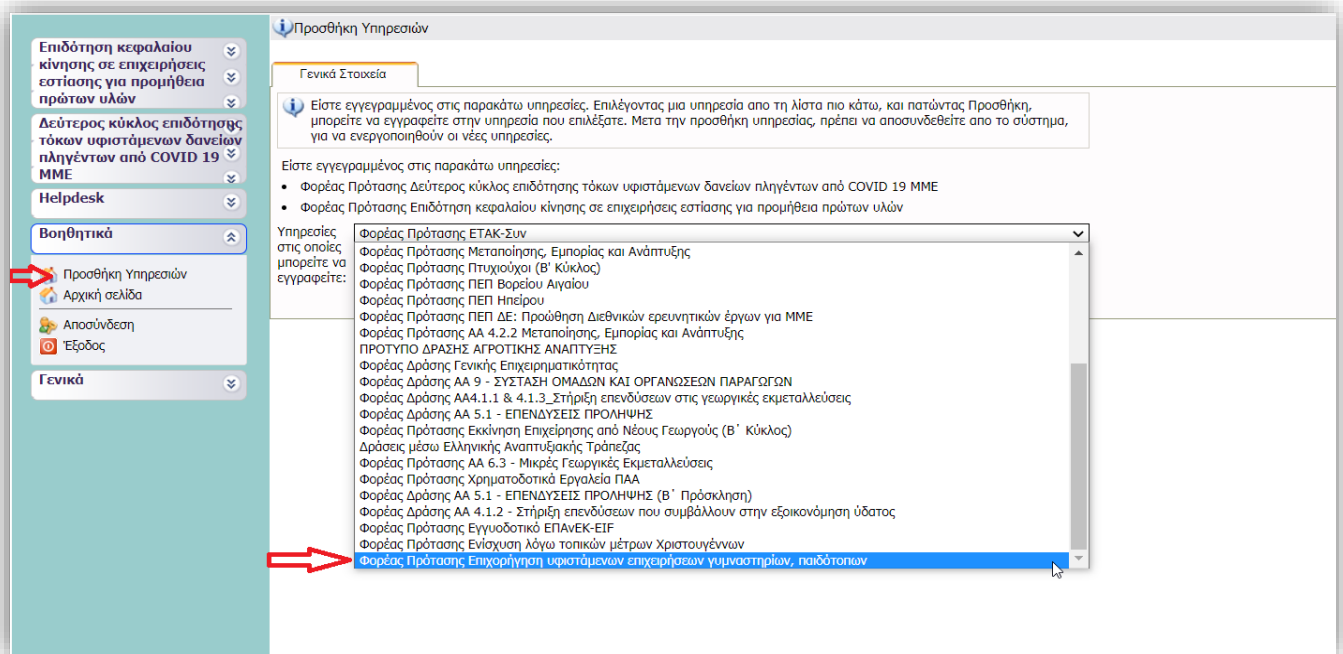 Προσθήκη Υπηρεσιών
Επιδότηση κεφαλαίου
κίνησης σε επιχειρήσεις
εστίασης για προμήθεια
πρώτων υλών
Δεύτερος κύκλος επιδότησης
τόκων υφιστάμενων δανείων
πληγέντων από COVID 19
ΜΜΕ
Helpdesk
Βοηθητικά
Προσθήκη Υπηρεσιών
Αρχική σελίδα
Αποσύνδεση
Έξοδος
Γενικά
Γενικά Στοιχεία
Είστε εγγεγραμμένος στις παρακάτω υπηρεσίες. Επιλέγοντας μια υπηρεσία απο τη λίστα πιο κάτω, και πατώντας Προσθήκη,
μπορείτε να εγγραφείτε στην υπηρεσία που επιλέξατε. Μετα την προσθήκη υπηρεσίας, πρέπει να αποσυνδεθείτε απο το σύστημα,
για να ενεργοποιηθούν οι νέες υπηρεσίες.
Είστε εγγεγραμμένος στις παρακάτω υπηρεσίες:
• Φορέας Πρότασης Δεύτερος κύκλος επιδότησης τόκων υφιστάμενων δανείων πληγέντων από COVID 19 ΜΜΕ
• Φορέας Πρότασης Επιδότηση κεφαλαίου κίνησης σε επιχειρήσεις εστίασης για προμήθεια πρώτων υλών
Υπηρεσίες
στις οποίες
μπορείτε να
εγγραφείτε:
Φορέας Πρότασης ΕΤΑΚ-Συν
Φορέας Πρότασης Μεταποίησης, Εμπορίας και Ανάπτυξης
Φορέας Πρότασης Πτυχιούχοι (Β' Κύκλος)
Φορέας Πρότασης ΠΕΠ Βορείου Αιγαίου
Φορέας Πρότασης ΠΕΠ Ηπείρου
Φορέας Πρότασης ΠΕΠ ΔΕ: Προώθηση Διεθνικών ερευνητικών έργων για ΜΜΕ
Φορέας Πρότασης ΑΑ 4.2.2 Μεταποίησης, Εμπορίας και Ανάπτυξης
ΠΡΟΤΥΠΟ ΔΡΑΣΗΣ ΑΓΡΟΤΙΚΗΣ ΑΝΑΠΤΥΞΗΣ
Φορέας Δράσης Γενικής Επιχειρηματικότητας
Φορέας Δράσης ΑΑ 9 - ΣΥΣΤΑΣΗ ΟΜΑΔΩΝ ΚΑΙ ΟΡΓΑΝΩΣΕΩΝ ΠΑΡΑΓΩΓΩΝ
Φορέας Δράσης ΑΑ4.1.1 & 4.1.3_Στήριξη επενδύσεων στις γεωργικές εκμεταλλεύσεις
Φορέας Δράσης ΑΑ 5.1 - ΕΠΕΝΔΥΣΕΙΣ ΠΡΟΛΗΨΗΣ
Φορέας Πρότασης Εκκίνηση Επιχείρησης από Νέους Γεωργούς (Β΄ Κύκλος)
Δράσεις μέσω Ελληνικής Αναπτυξιακής Τράπεζας
Φορέας Πρότασης ΑΑ 6.3 - Μικρές Γεωργικές Εκμεταλλεύσεις
Φορέας Πρότασης Χρηματοδοτικά Εργαλεία ΠΑΑ
Φορέας Δράσης ΑΑ 5.1 - ΕΠΕΝΔΥΣΕΙΣ ΠΡΟΛΗΨΗΣ (Β΄ Πρόσκληση)
Φορέας Δράσης ΑΑ 4.1.2 - Στήριξη επενδύσεων που συμβάλλουν στην εξοικονόμηση ύδατος
Φορέας Πρότασης Εγγυοδοτικό ΕΠΑνΕΚ-EIF
Φορέας Πρότασης Ενίσχυση λόγω τοπικών μέτρων Χριστουγέννων
Φορέας Πρότασης Επιχορήγηση υφιστάμενων επιχειρήσεων γυμναστηρίων, παιδότοπων